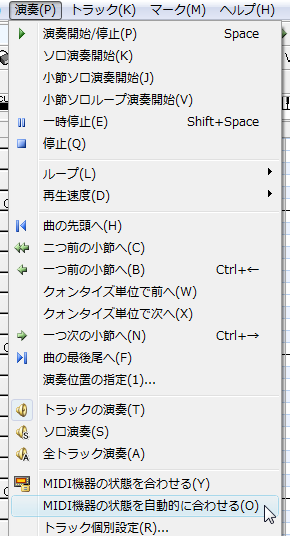 演奏(P) トラック(K) マーク(M) ヘルプ(H)
演奏開始/停止(P) Space
ソロ演奏開始(K)
小節ソロ演奏開始(J)
小節ソロループ演奏開始(V)
一時停止(E) Shift+Space
停止(Q)
ループ(L)
再生速度(D)
曲の先頭へ(H)
二つ前の小節へ(C)
一つ前の小節へ(B) Ctrl+←
クォンタイズ単位で前へ(W)
クォンタイズ単位で次へ(X)
一つ次の小節へ(N) Ctrl+→
曲の最後尾へ(F)
演奏位置の指定(1)...
トラックの演奏(T)
ソロ演奏(S)
全トラック演奏(A)
MIDI機器の状態を合わせる(Y)
MIDI機器の状態を自動的に合わせる(O)
トラック個別設定(R)...